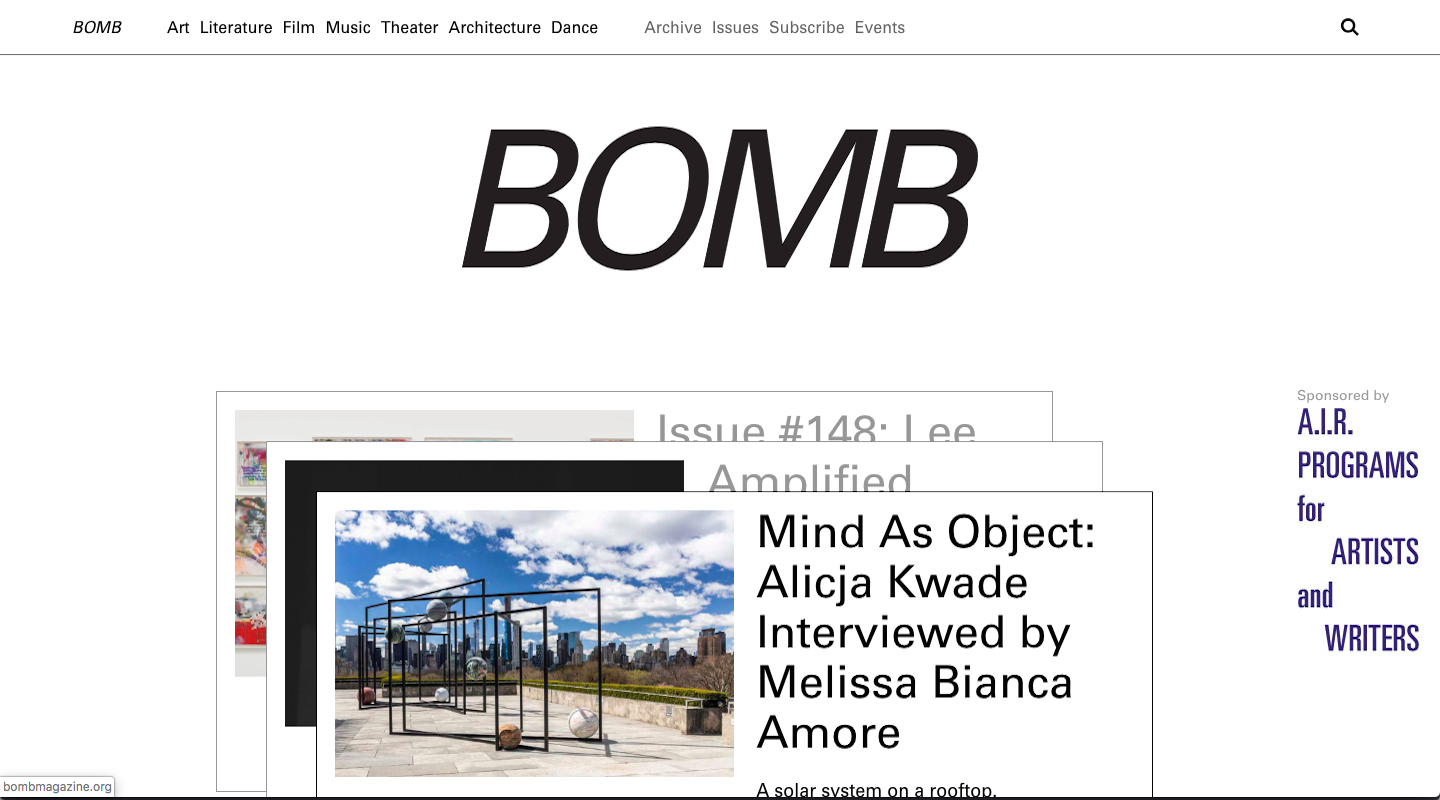 BOMB Art Literature Film Music Theater Architecture Dance Archive Issues Subscribe Events
BOMB
Issue #148: Lee
Amplified
Mind As Object:
Alicja Kwade
Interviewed by
Melissa Bianca
Amore
A solar system on a rooftop.
Sponsored by
A.I.R.
PROGRAMS
for
ARTISTS
and
WRITERS
bombmagazine.org